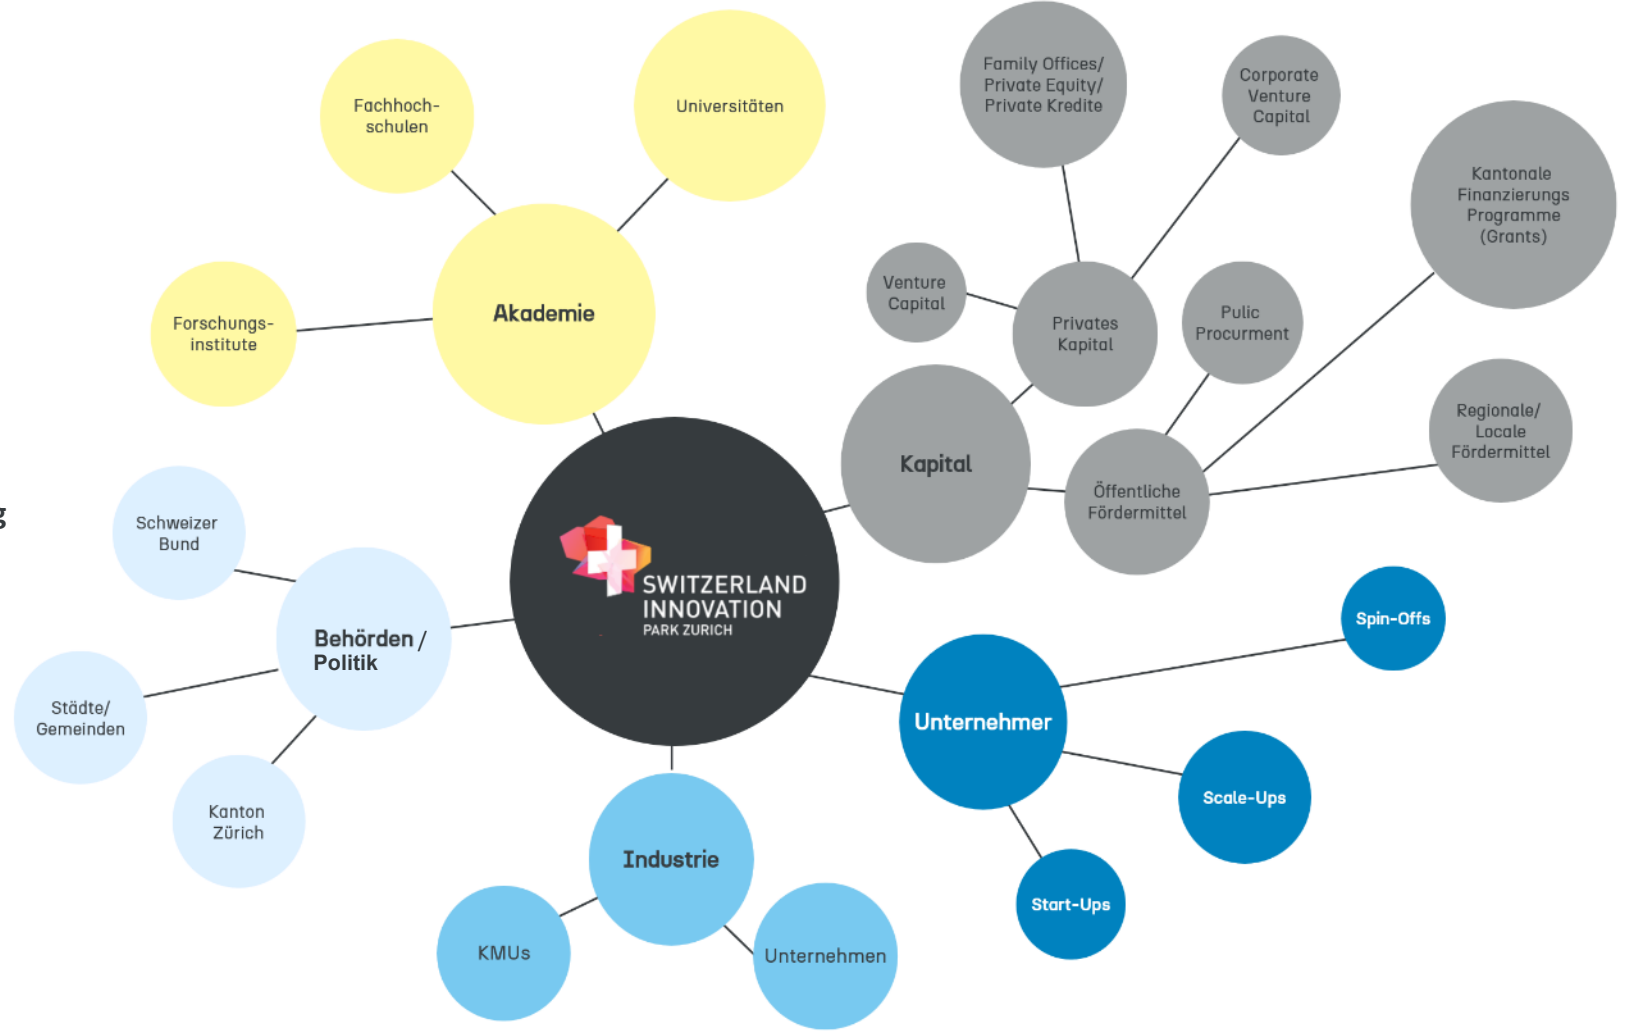 Fachhoch-
schulen
Universitäten
Forschungs-
institute
Akademie
Family Offices/
Private Equity/
Private Kredite
Corporate
Venture
Capital
Kantonale
Finanzierungs
Programme
(Grants)
Venture
Capital
Privates
Kapital
Pulic
Procurment
Kapital
Öffentliche
Fördermittel
Regionale/
Locale
Fördermittel
g
Schweizer
Bund
Behörden /
Politik
Städte/
Gemeinden
Kanton
Zürich
SWITZERLAND
INNOVATION
PARK ZURICH
Spin-Offs
Unternehmer
Scale-Ups
Start-Ups
Industrie
KMUs
Unternehmen